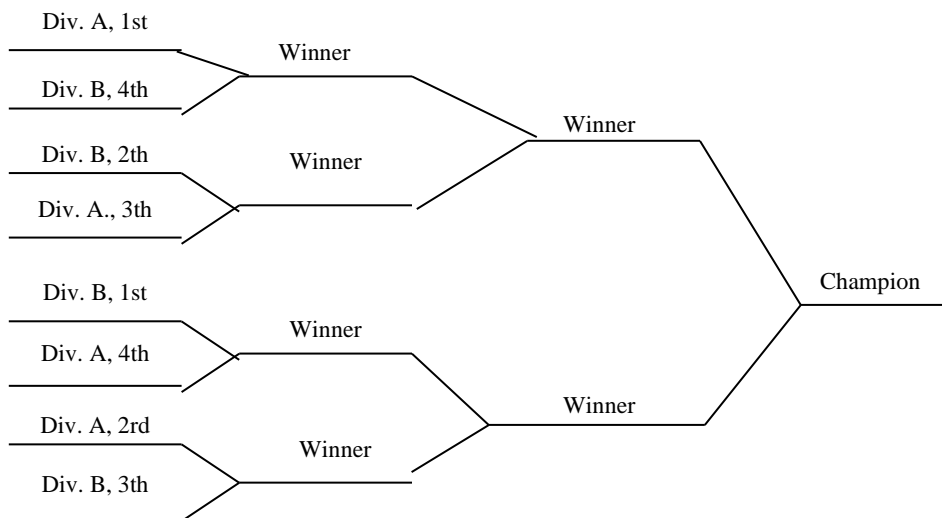 Div. A, 1st
Winner
Div. B, 4th
Winner
Div. B, 2th
Winner
Div. A., 3th
Champion
Div. B, 1st
Winner
Div. A, 4th
Winner
Div. A, 2rd
Winner
Div. B, 3th